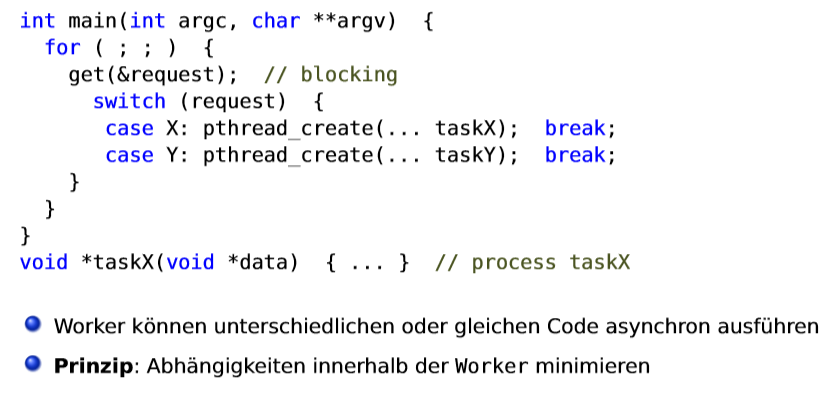 int main(int argc, char **argv) {
for ( ; ; ) {
get(&request); // blocking
switch (request) {
case X: pthread_create(... taskX); break;
case Y: pthread_create(... taskY); break;
}
}
}
void *taskX(void *data) { ... } // process taskX
Worker können unterschiedlichen oder gleichen Code asynchron ausführen
Prinzip: Abhängigkeiten innerhalb der Worker minimieren